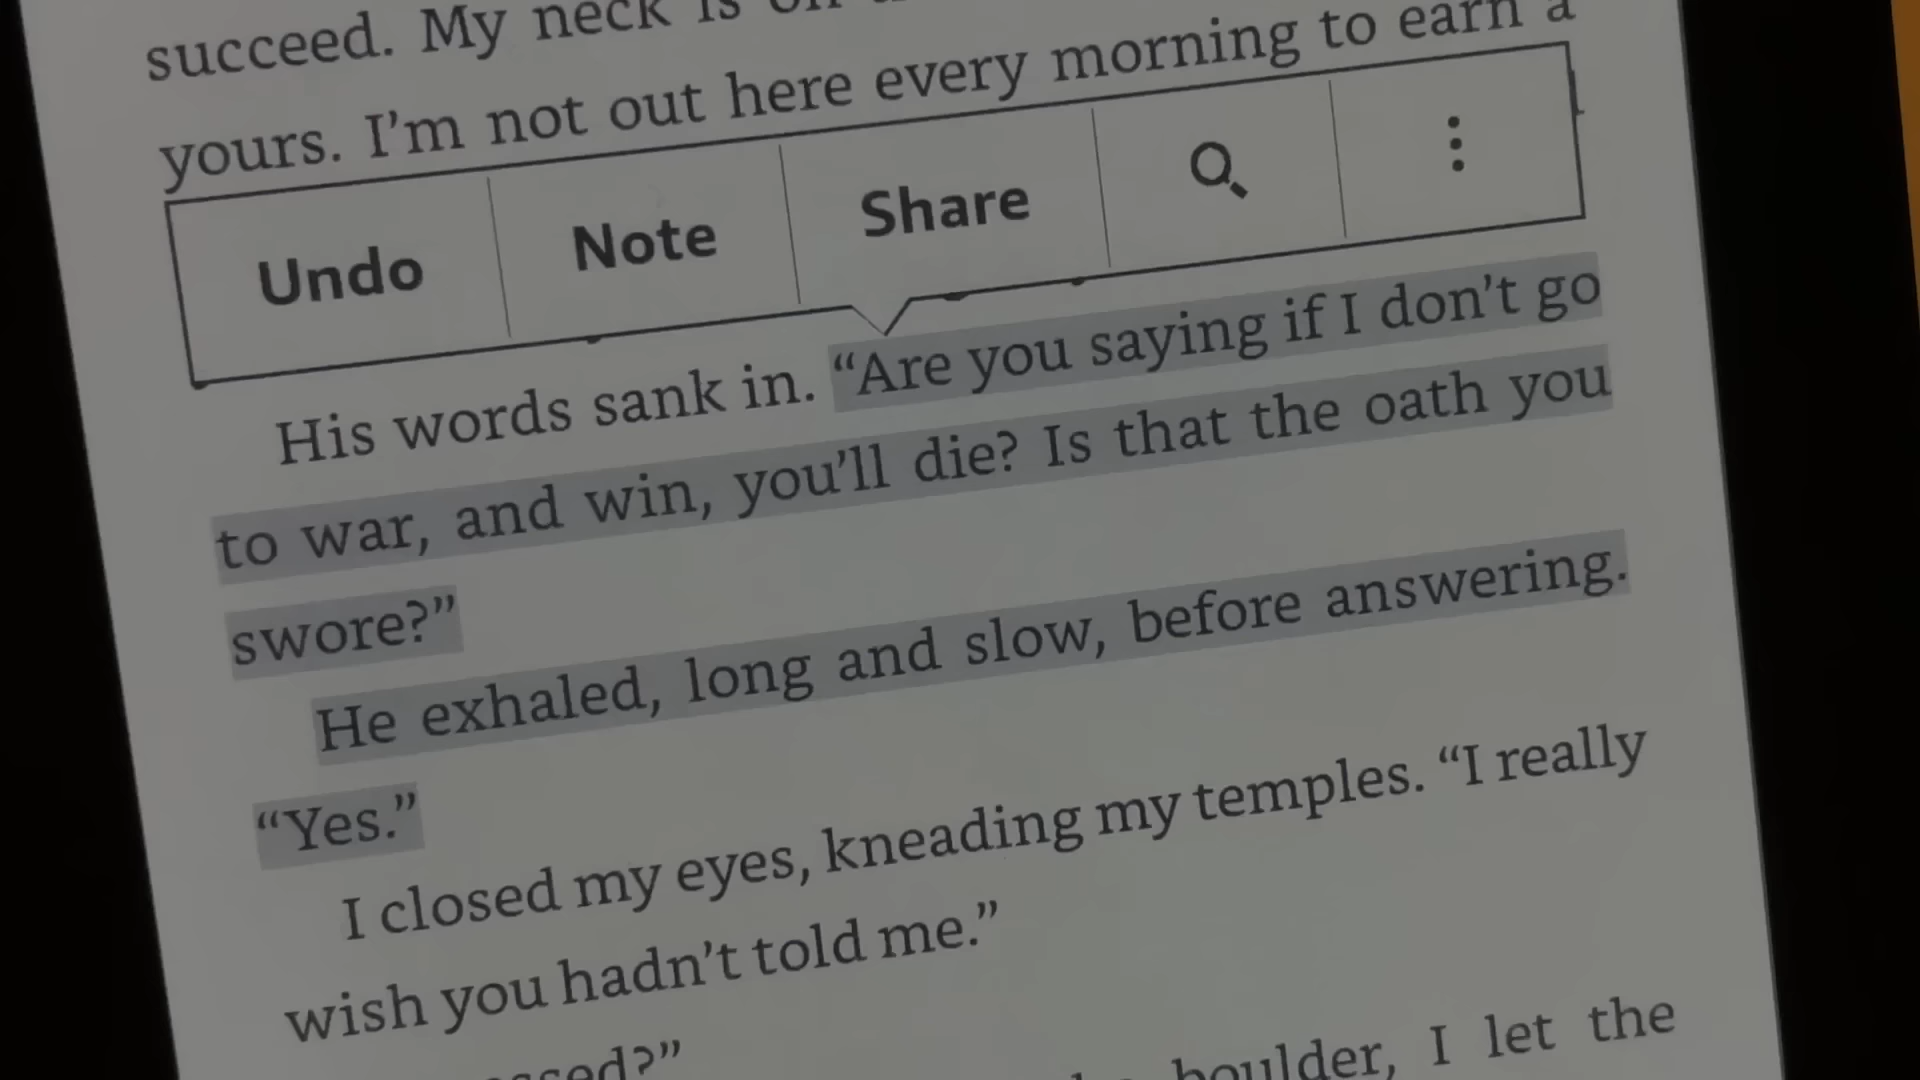 succeed. My neck is on
yours. I'm not out here every morning to earn a
Undo Note Share
His words sank in. “Are you saying if I don't go
to war, and win, you'll die? Is that the oath you
swore?”
He exhaled, long and slow, before answering.
“Yes.”
I closed my eyes, kneading my temples. “I really
wish you hadn't told me.”
boulder, I let the